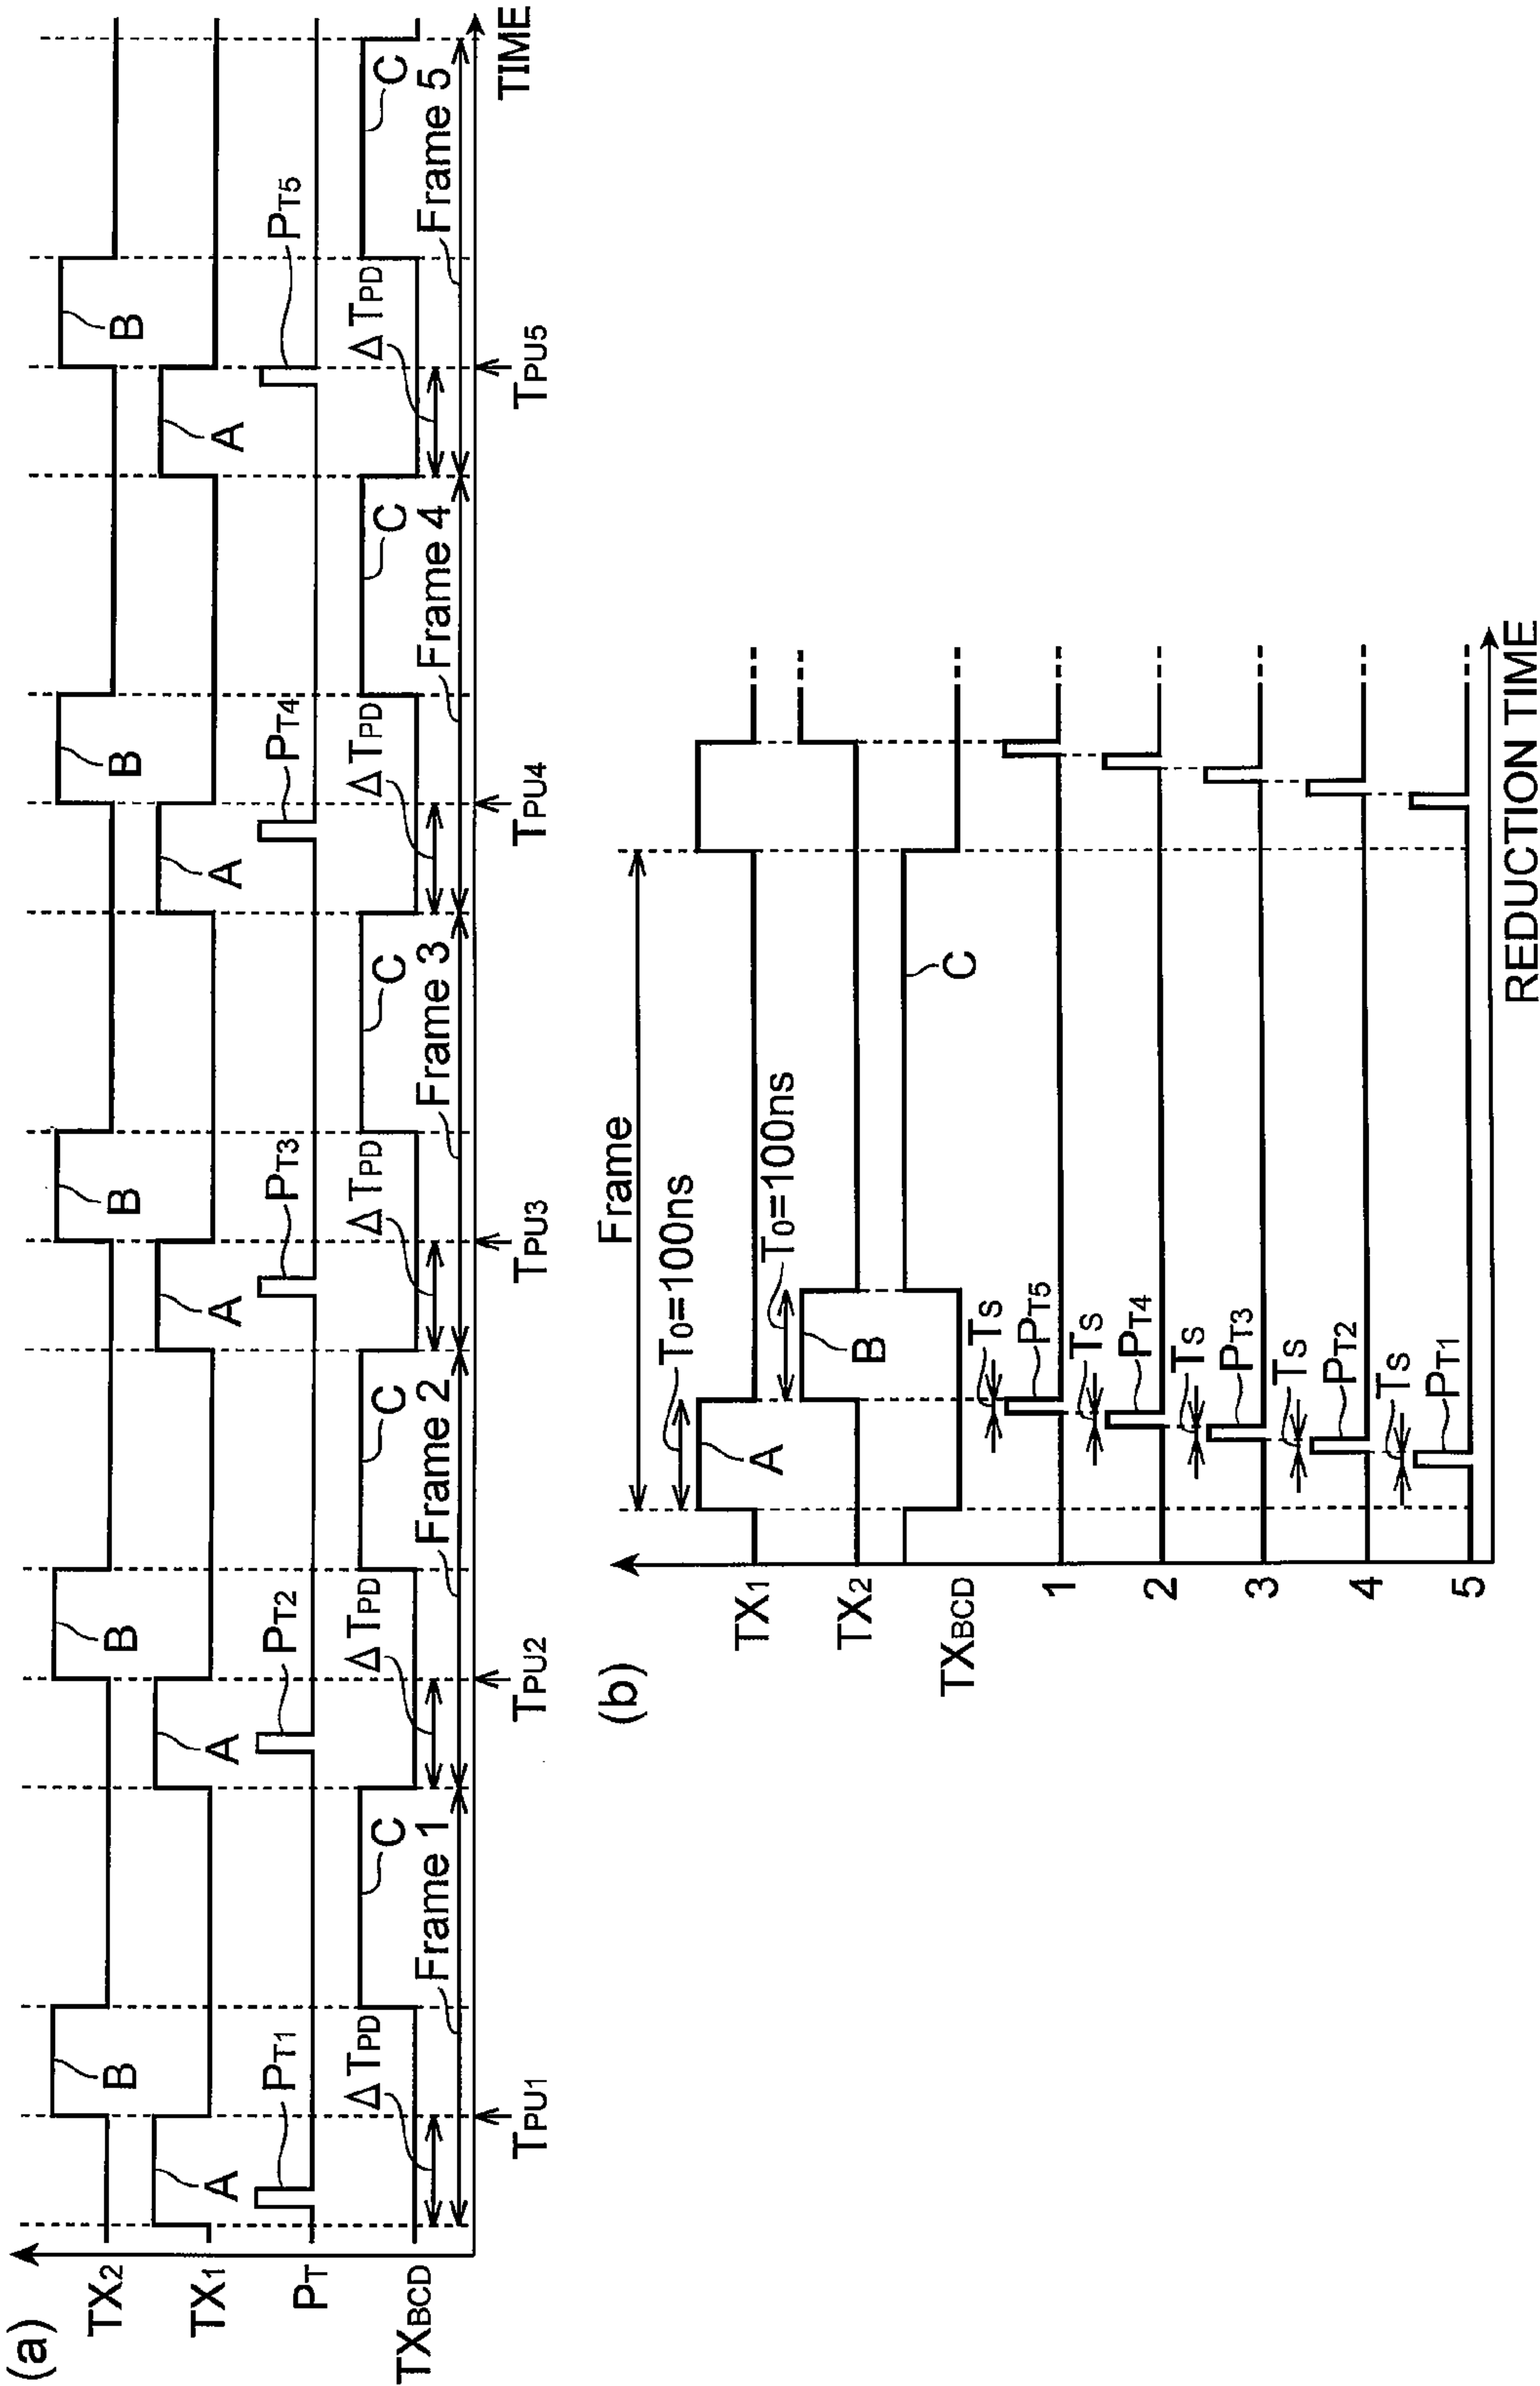 (a)
TX2
B
B
B
B
B
TX1
A
A
A
A
A
PT
PT1
PT2
PT3
PT4
PT5
TXBCD
ΔTPD
C
ΔTPD
C
ΔTPD
C
ΔTPD
C
ΔTPD
C
Frame 1
Frame 2
Frame 3
Frame 4
Frame 5
TPU1
TPU2
TPU3
TPU4
TPU5
TIME
(b)
Frame
T0=100ns
TX1
A
T0=100ns
TX2
B
TXBCD
C
TS
1
PT5
TS
2
PT4
TS
3
PT3
TS
4
PT2
TS
5
PT1
REDUCTION TIME